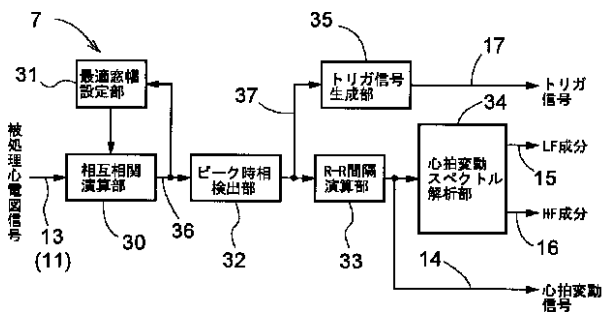 7
35
17
31
最適窓幅
設定部
トリガ信号
生成部
トリガ
信号
37
34
被処理心電図信号
相互相関
演算部
ピーク時相
検出部
R-R間隔
演算部
心拍変動
スペクトル
解析部
LF成分
15
HF成分
16
13
(11)
30
36
32
33
14
心拍変動
信号